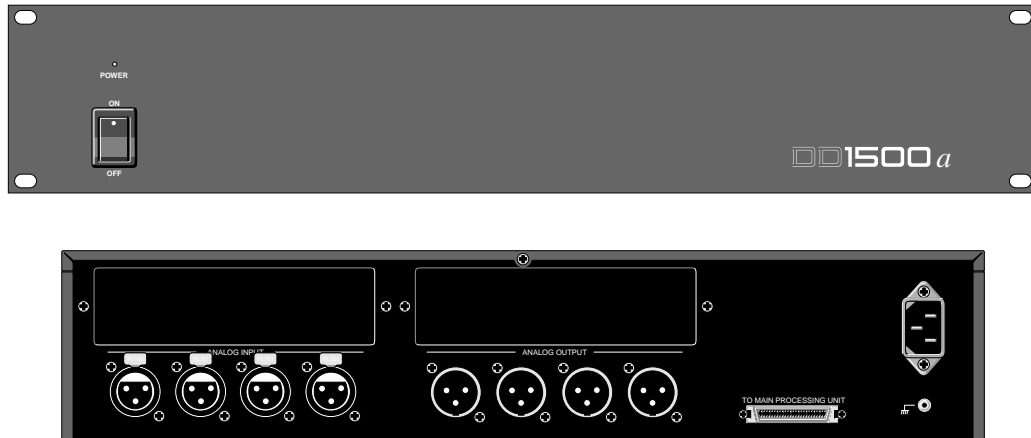 POWER
ON
OFF
DD1500a
ANALOG INPUT
ANALOG OUTPUT
TO MAIN PROCESSING UNIT